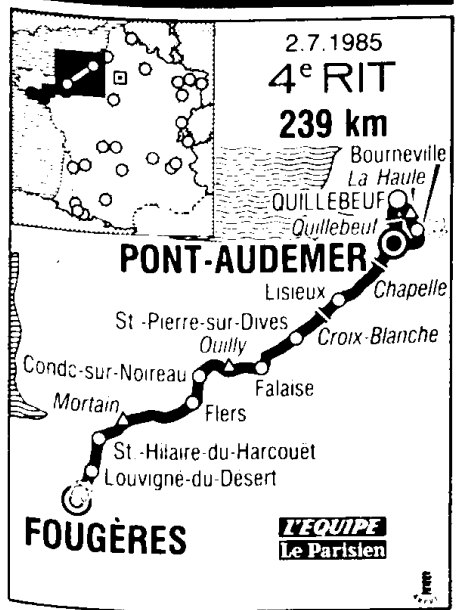 2.7.1985
4e RIT
239 km
Bourneville
La Haule
QUILLEBEUF
Quillebeuf
PONT-AUDEMER
Lisieux
Chapelle
St.-Pierre-sur-Dives
Croix-Blanche
Ouilly
Condc-sur-Noireau
Falaise
Mortain
Flers
St.-Hilaire-du-Harcouët
Louvigné-du-Désert
FOUGÈRES
L'EQUIPE
Le Parisien